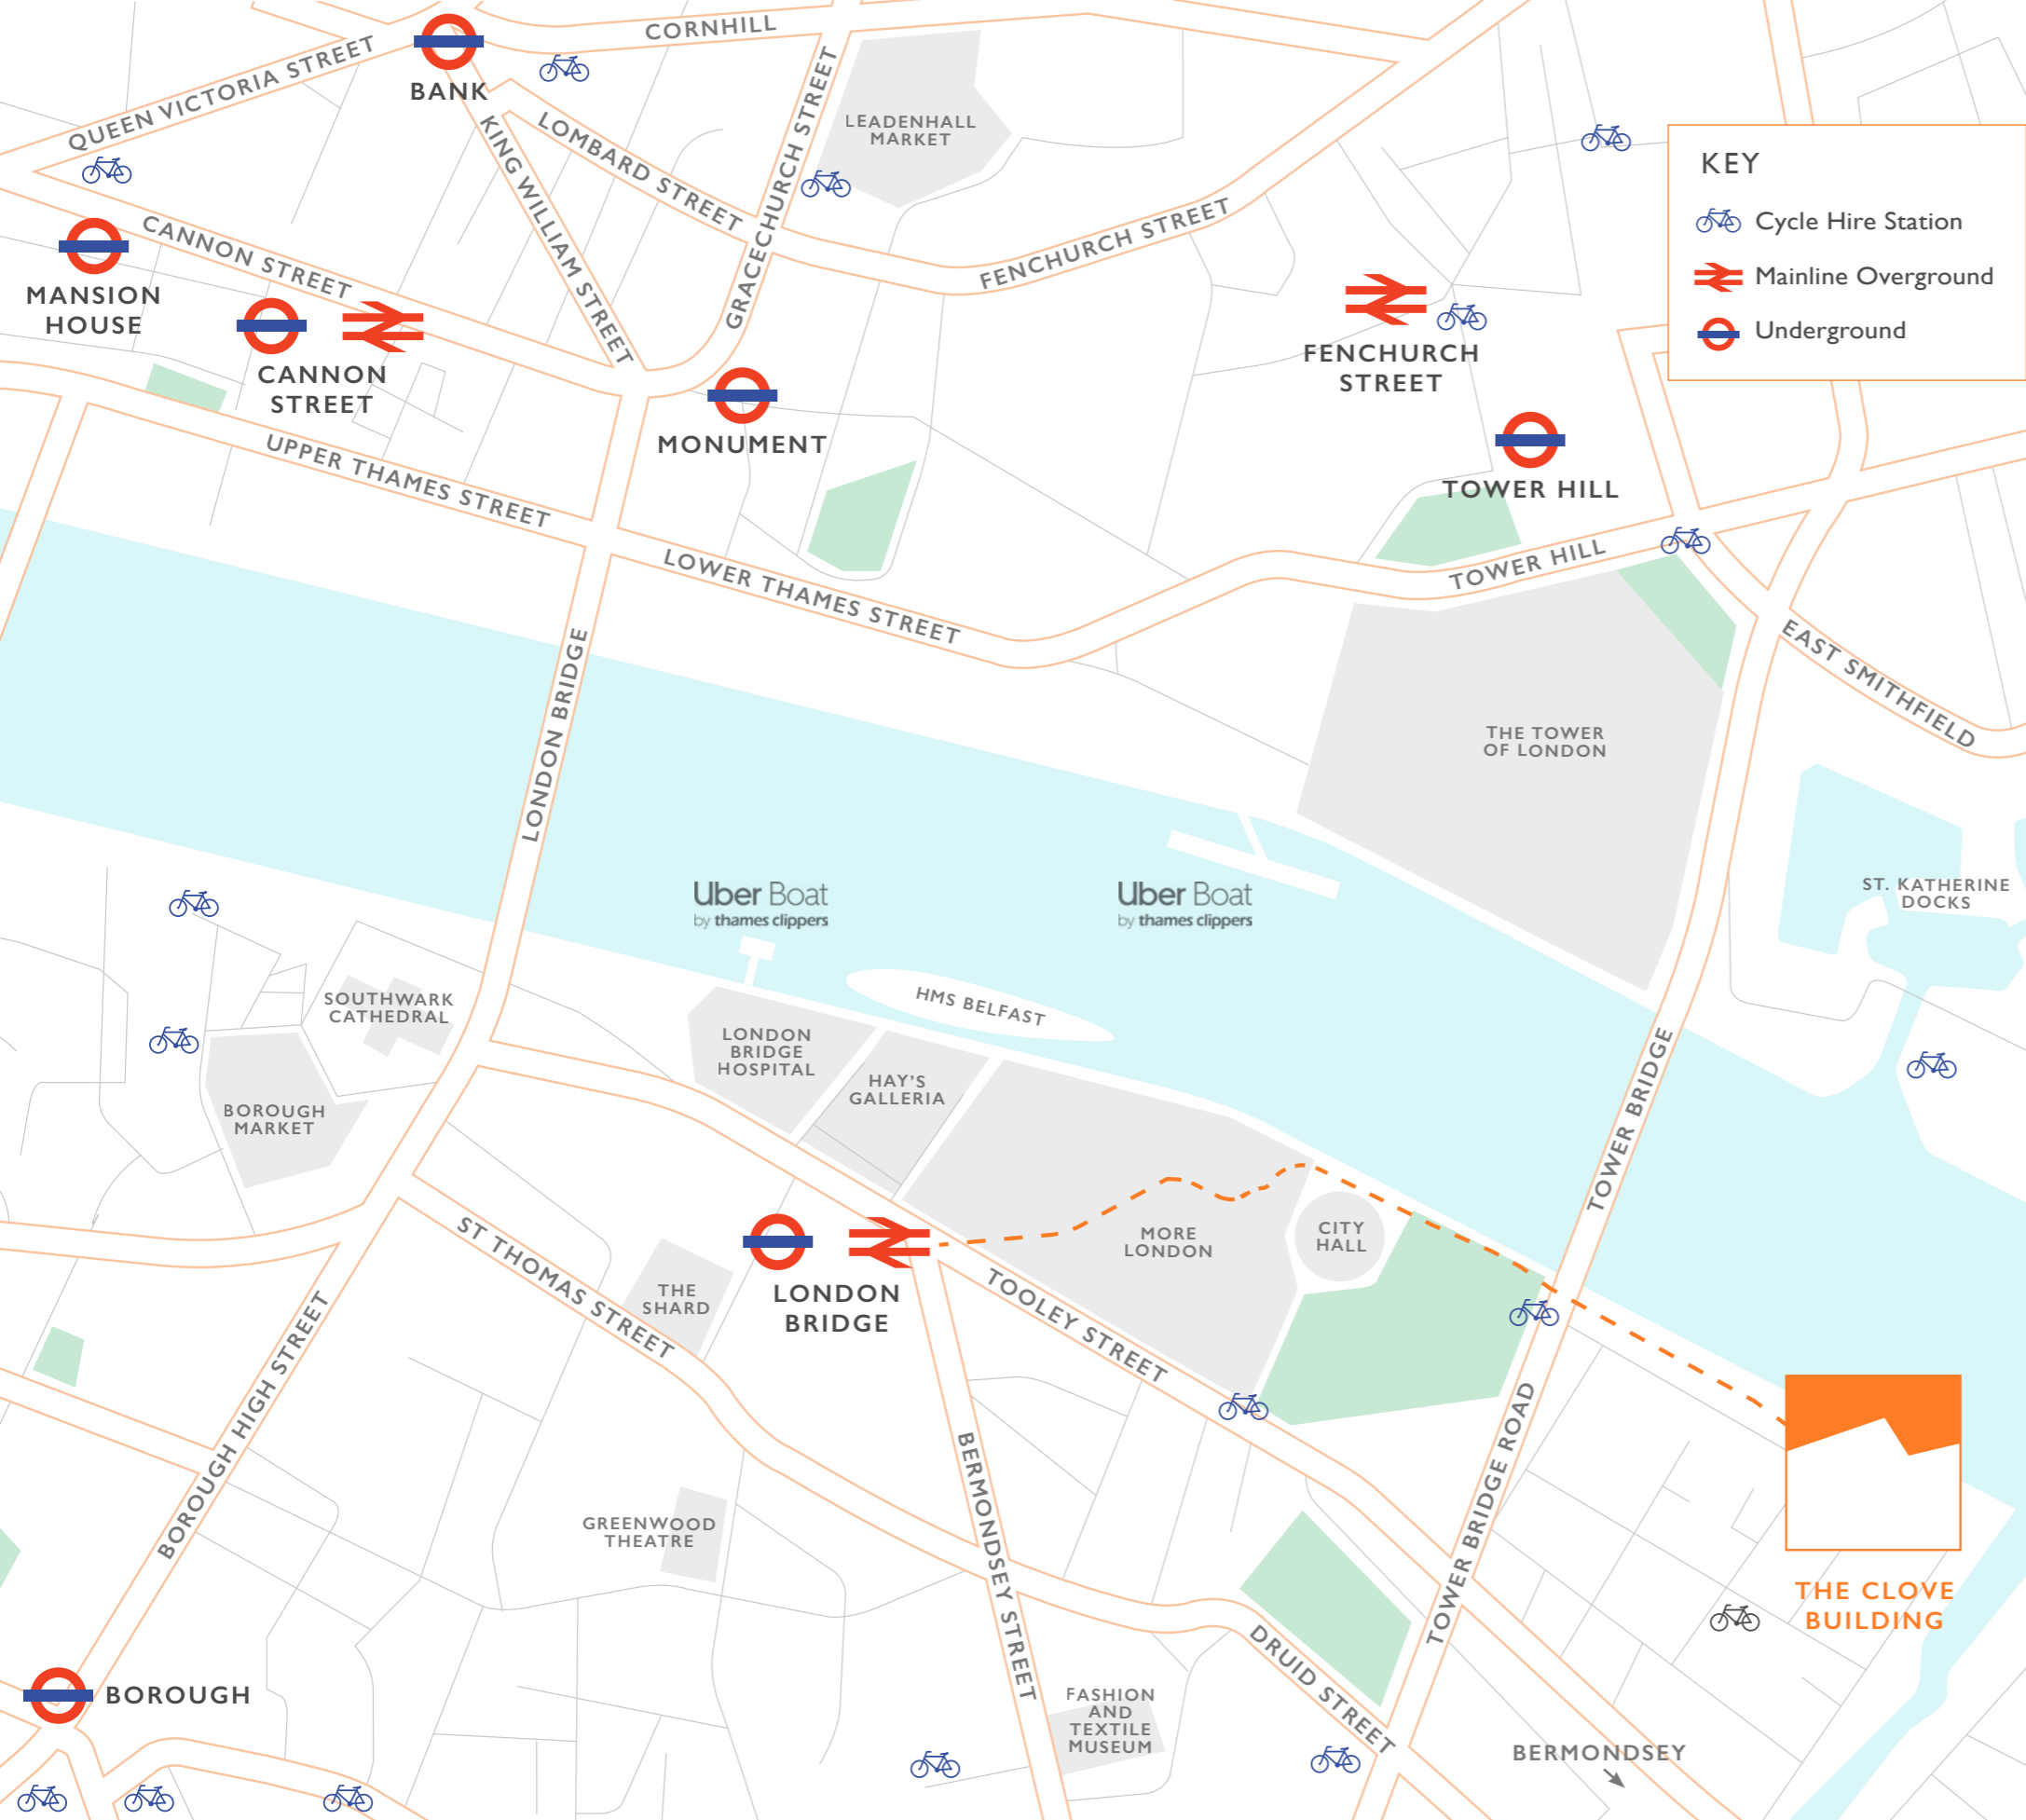 CORNHILL
QUEEN VICTORIA STREET
BANK
LOMBARD STREET
KING WILLIAM STREET
GRACECHURCH STREET
LEADENHALL
MARKET
KEY
Cycle Hire Station
Mainline Overground
Underground
CANNON STREET
MANSION
HOUSE
CANNON
STREET
FENCHURCH STREET
FENCHURCH
STREET
MONUMENT
TOWER HILL
UPPER THAMES STREET
LOWER THAMES STREET
TOWER HILL
EAST SMITHFIELD
THE TOWER
OF LONDON
LONDON BRIDGE
Uber Boat
by thames clippers
Uber Boat
by thames clippers
ST. KATHERINE
DOCKS
SOUTHWARK
CATHEDRAL
HMS BELFAST
LONDON
BRIDGE
HOSPITAL
HAY'S
GALLERIA
BOROUGH
MARKET
TOWER BRIDGE
MORE
LONDON
CITY
HALL
ST THOMAS STREET
THE
SHARD
LONDON
BRIDGE
TOOLEY STREET
BOROUGH HIGH STREET
BERMONDSEY STREET
TOWER BRIDGE ROAD
GREENWOOD
THEATRE
THE CLOVE
BUILDING
DRUID STREET
BOROUGH
FASHION
AND
TEXTILE
MUSEUM
BERMONDSEY